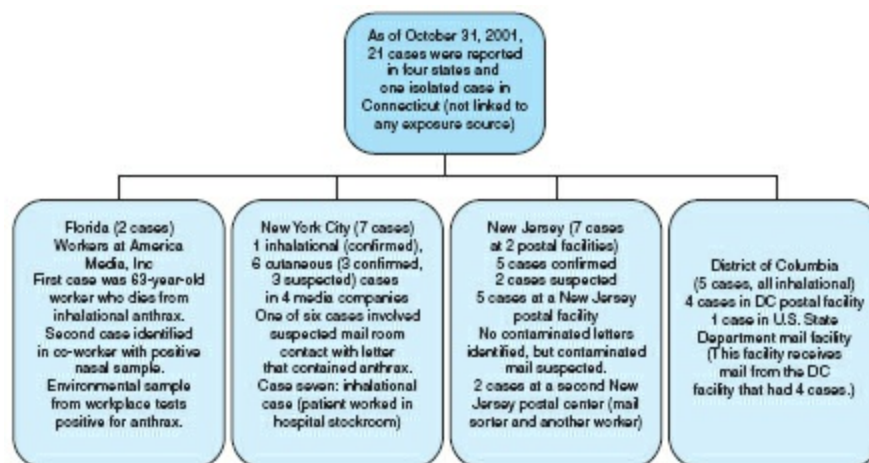 As of October 31, 2001,
21 cases were reported
in four states and
one isolated case in
Connecticut (not linked to
any exposure source)
Florida (2 cases)
Workers at America
Media, Inc
First case was 63-year-old
worker who dies from
inhalational anthrax.
Second case identified
in co-worker with positive
nasal sample.
Environmental sample
from workplace tests
positive for anthrax.
New York City (7 cases)
1 inhalational (confirmed),
6 cutaneous (3 confirmed,
3 suspected) cases
in 4 media companies
One of six cases involved
suspected mail room
contact with letter
that contained anthrax.
Case seven: inhalational
case (patient worked in
hospital stockroom)
New Jersey (7 cases
at 2 postal facilities)
5 cases confirmed
2 cases suspected
5 cases at a New Jersey
postal facility
No contaminated letters
identified, but contaminated
mail suspected.
2 cases at a second New
Jersey postal center (mail
sorter and another worker)
District of Columbia
(5 cases, all inhalational)
4 cases in DC postal facility
1 case in U.S. State
Department mail facility
(This facility receives
mail from the DC
facility that had 4 cases.)